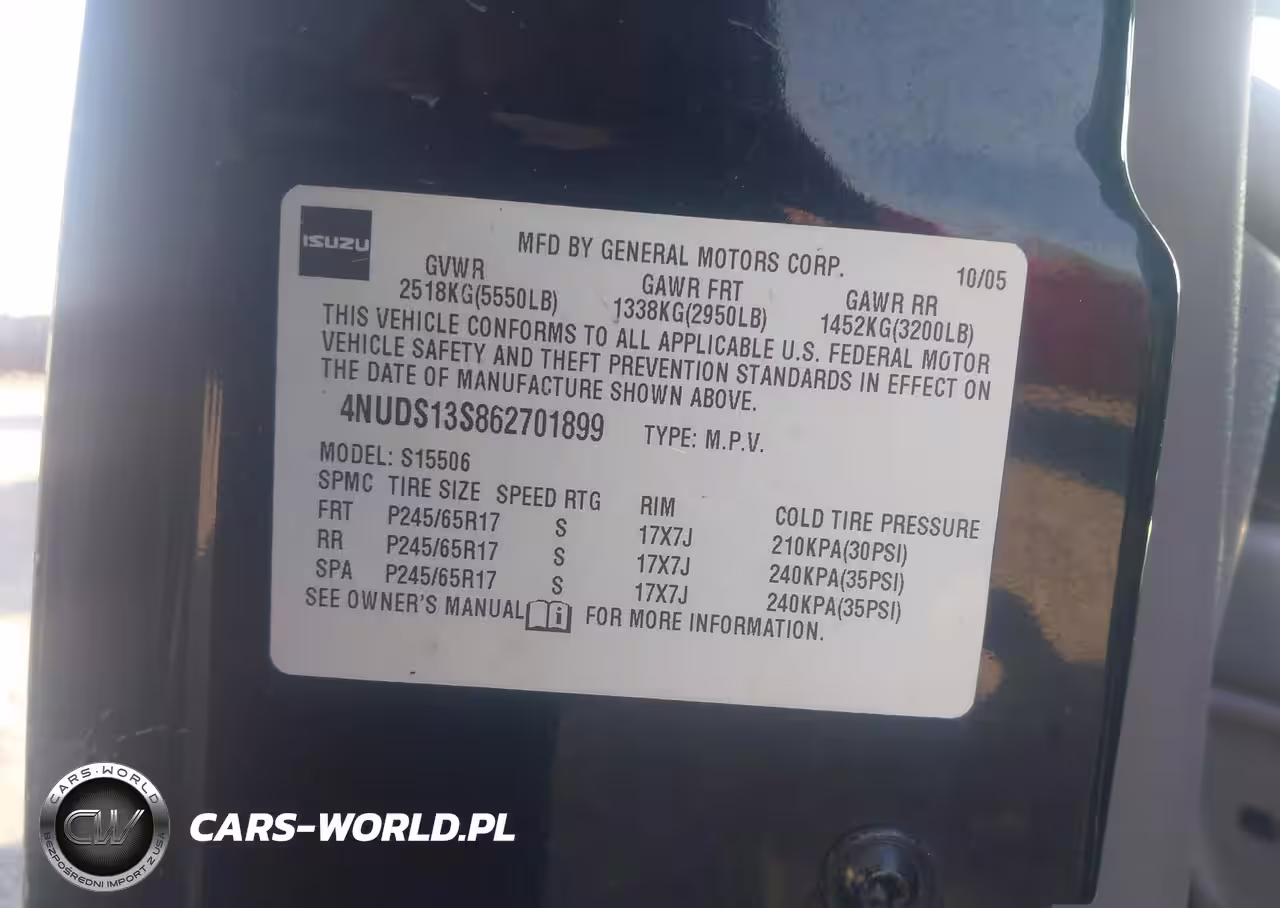 ISUZU
MFD BY GENERAL MOTORS CORP.
10/05
GVWR GAWR FRT GAWR RR
2518KG(5550LB) 1338KG(2950LB) 1452KG(3200LB)
THIS VEHICLE CONFORMS TO ALL APPLICABLE U.S. FEDERAL MOTOR
VEHICLE SAFETY AND THEFT PREVENTION STANDARDS IN EFFECT ON
THE DATE OF MANUFACTURE SHOWN ABOVE.
4NUDS13S862701899 TYPE: M.P.V.
MODEL: S15506
SPMC TIRE SIZE SPEED RTG RIM COLD TIRE PRESSURE
FRT P245/65R17 S 17X7J 210KPA(30PSI)
RR P245/65R17 S 17X7J 240KPA(35PSI)
SPA P245/65R17 S 17X7J 240KPA(35PSI)
SEE OWNER'S MANUAL i FOR MORE INFORMATION.
CARS-WORLD
CW
BEZPOŚREDNI IMPORT Z USA
CARS-WORLD.PL